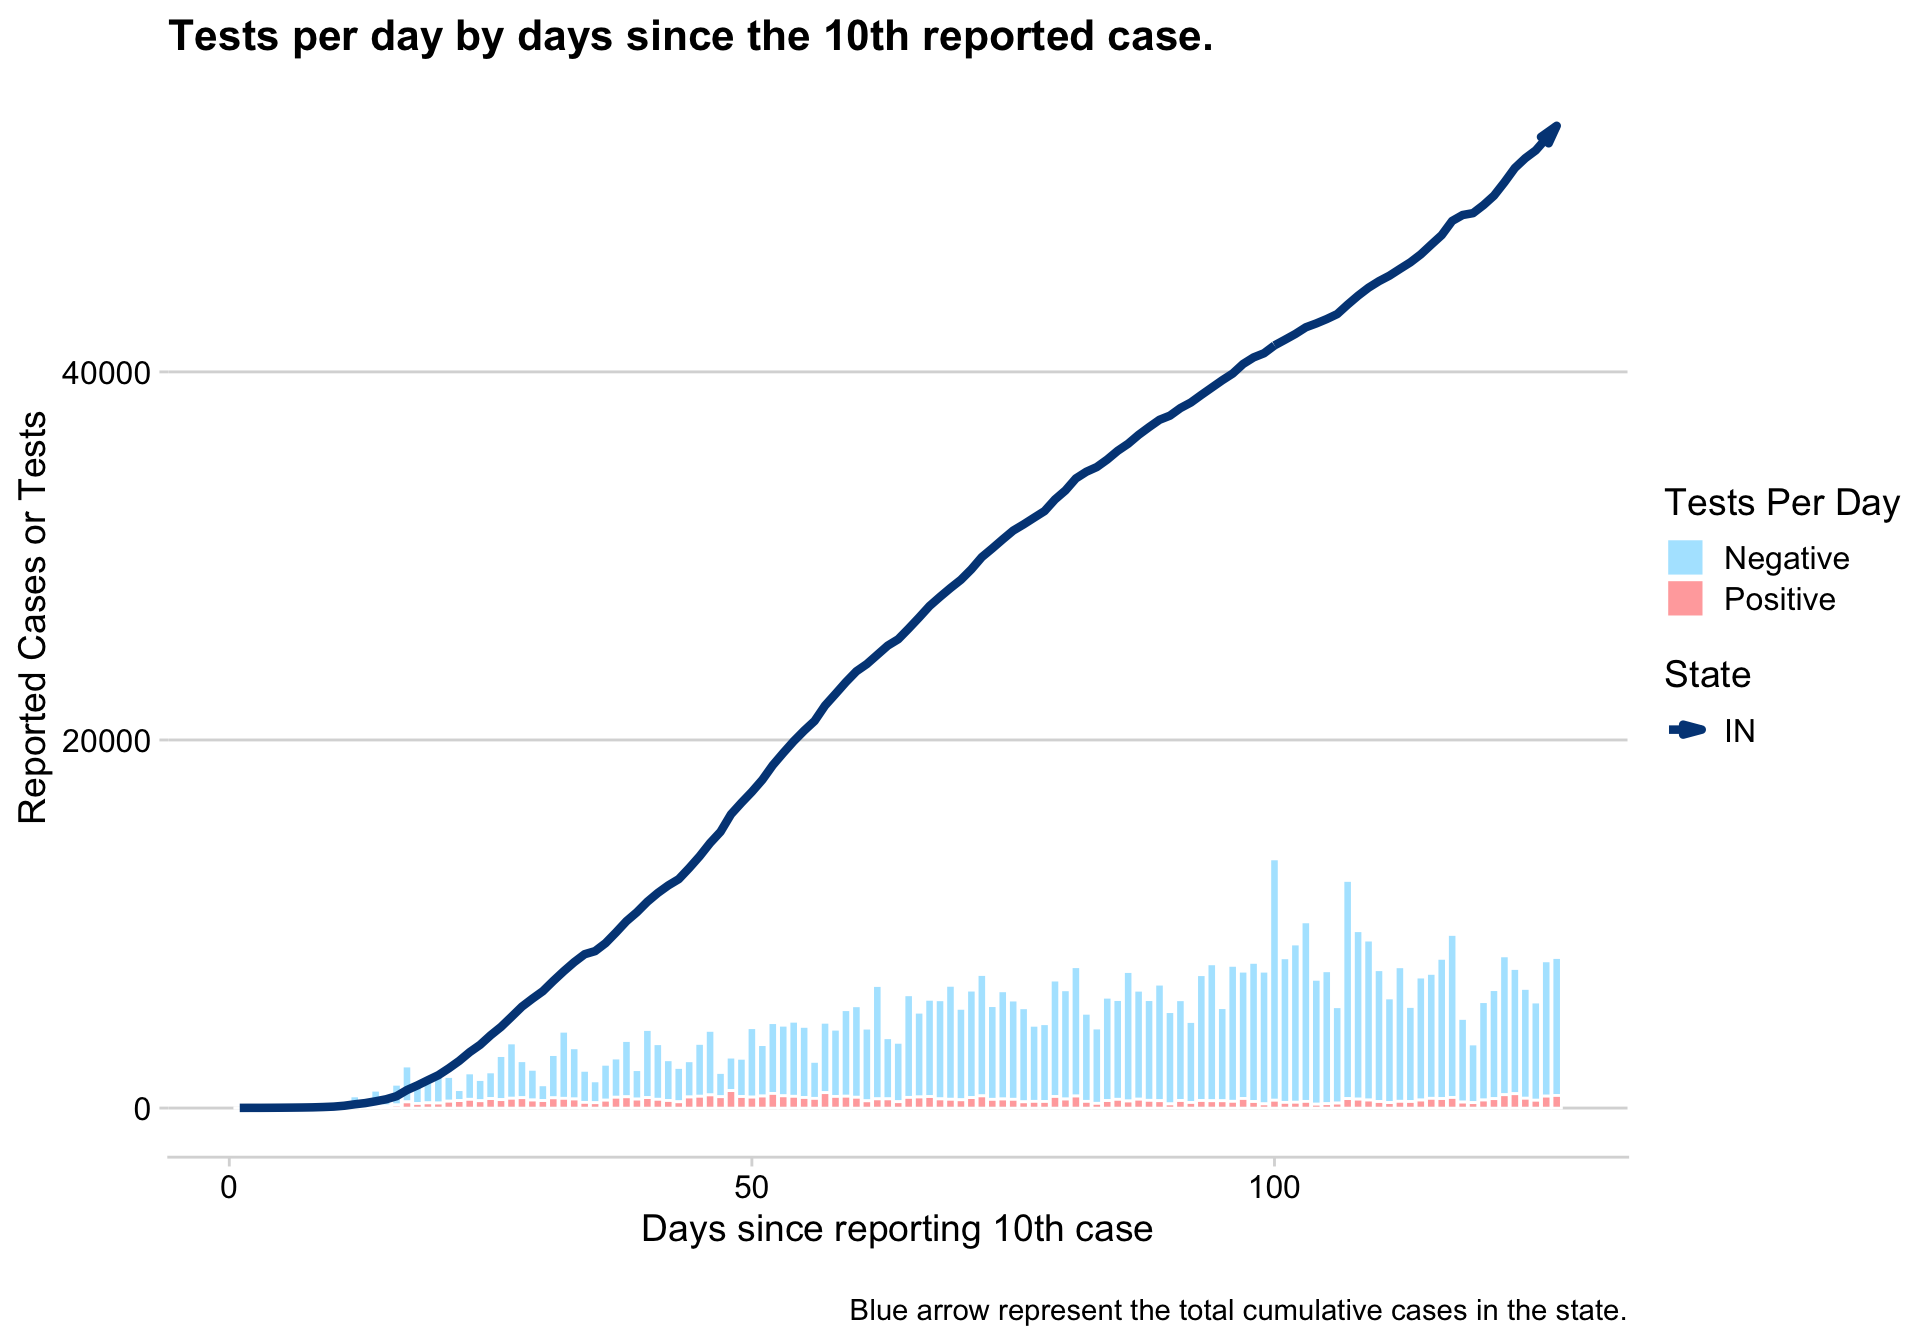 Tests per day by days since the 10th reported case.
Reported Cases or Tests
40000
20000
0
0
50
100
Days since reporting 10th case
Tests Per Day
Negative
Positive
State
IN
Blue arrow represent the total cumulative cases in the state.